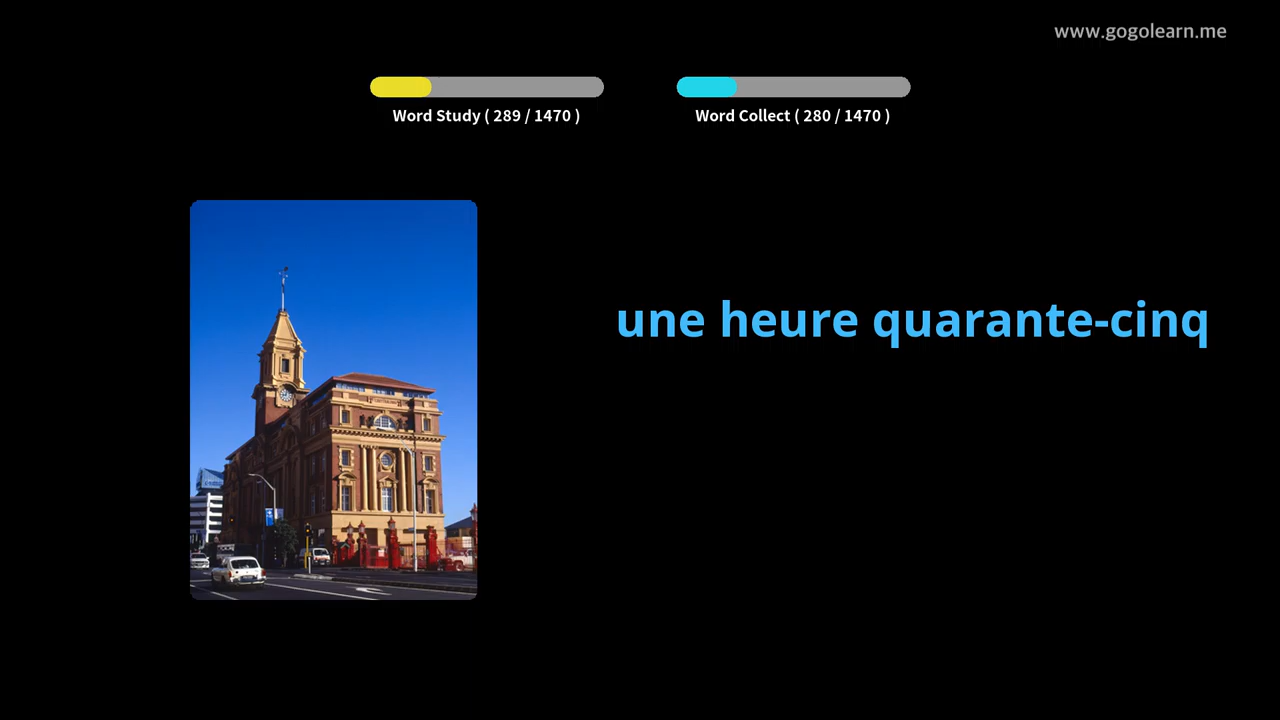 www.gogolearn.me
Word Study ( 289 / 1470 )
Word Collect ( 280 / 1470 )
une heure quarante-cinq